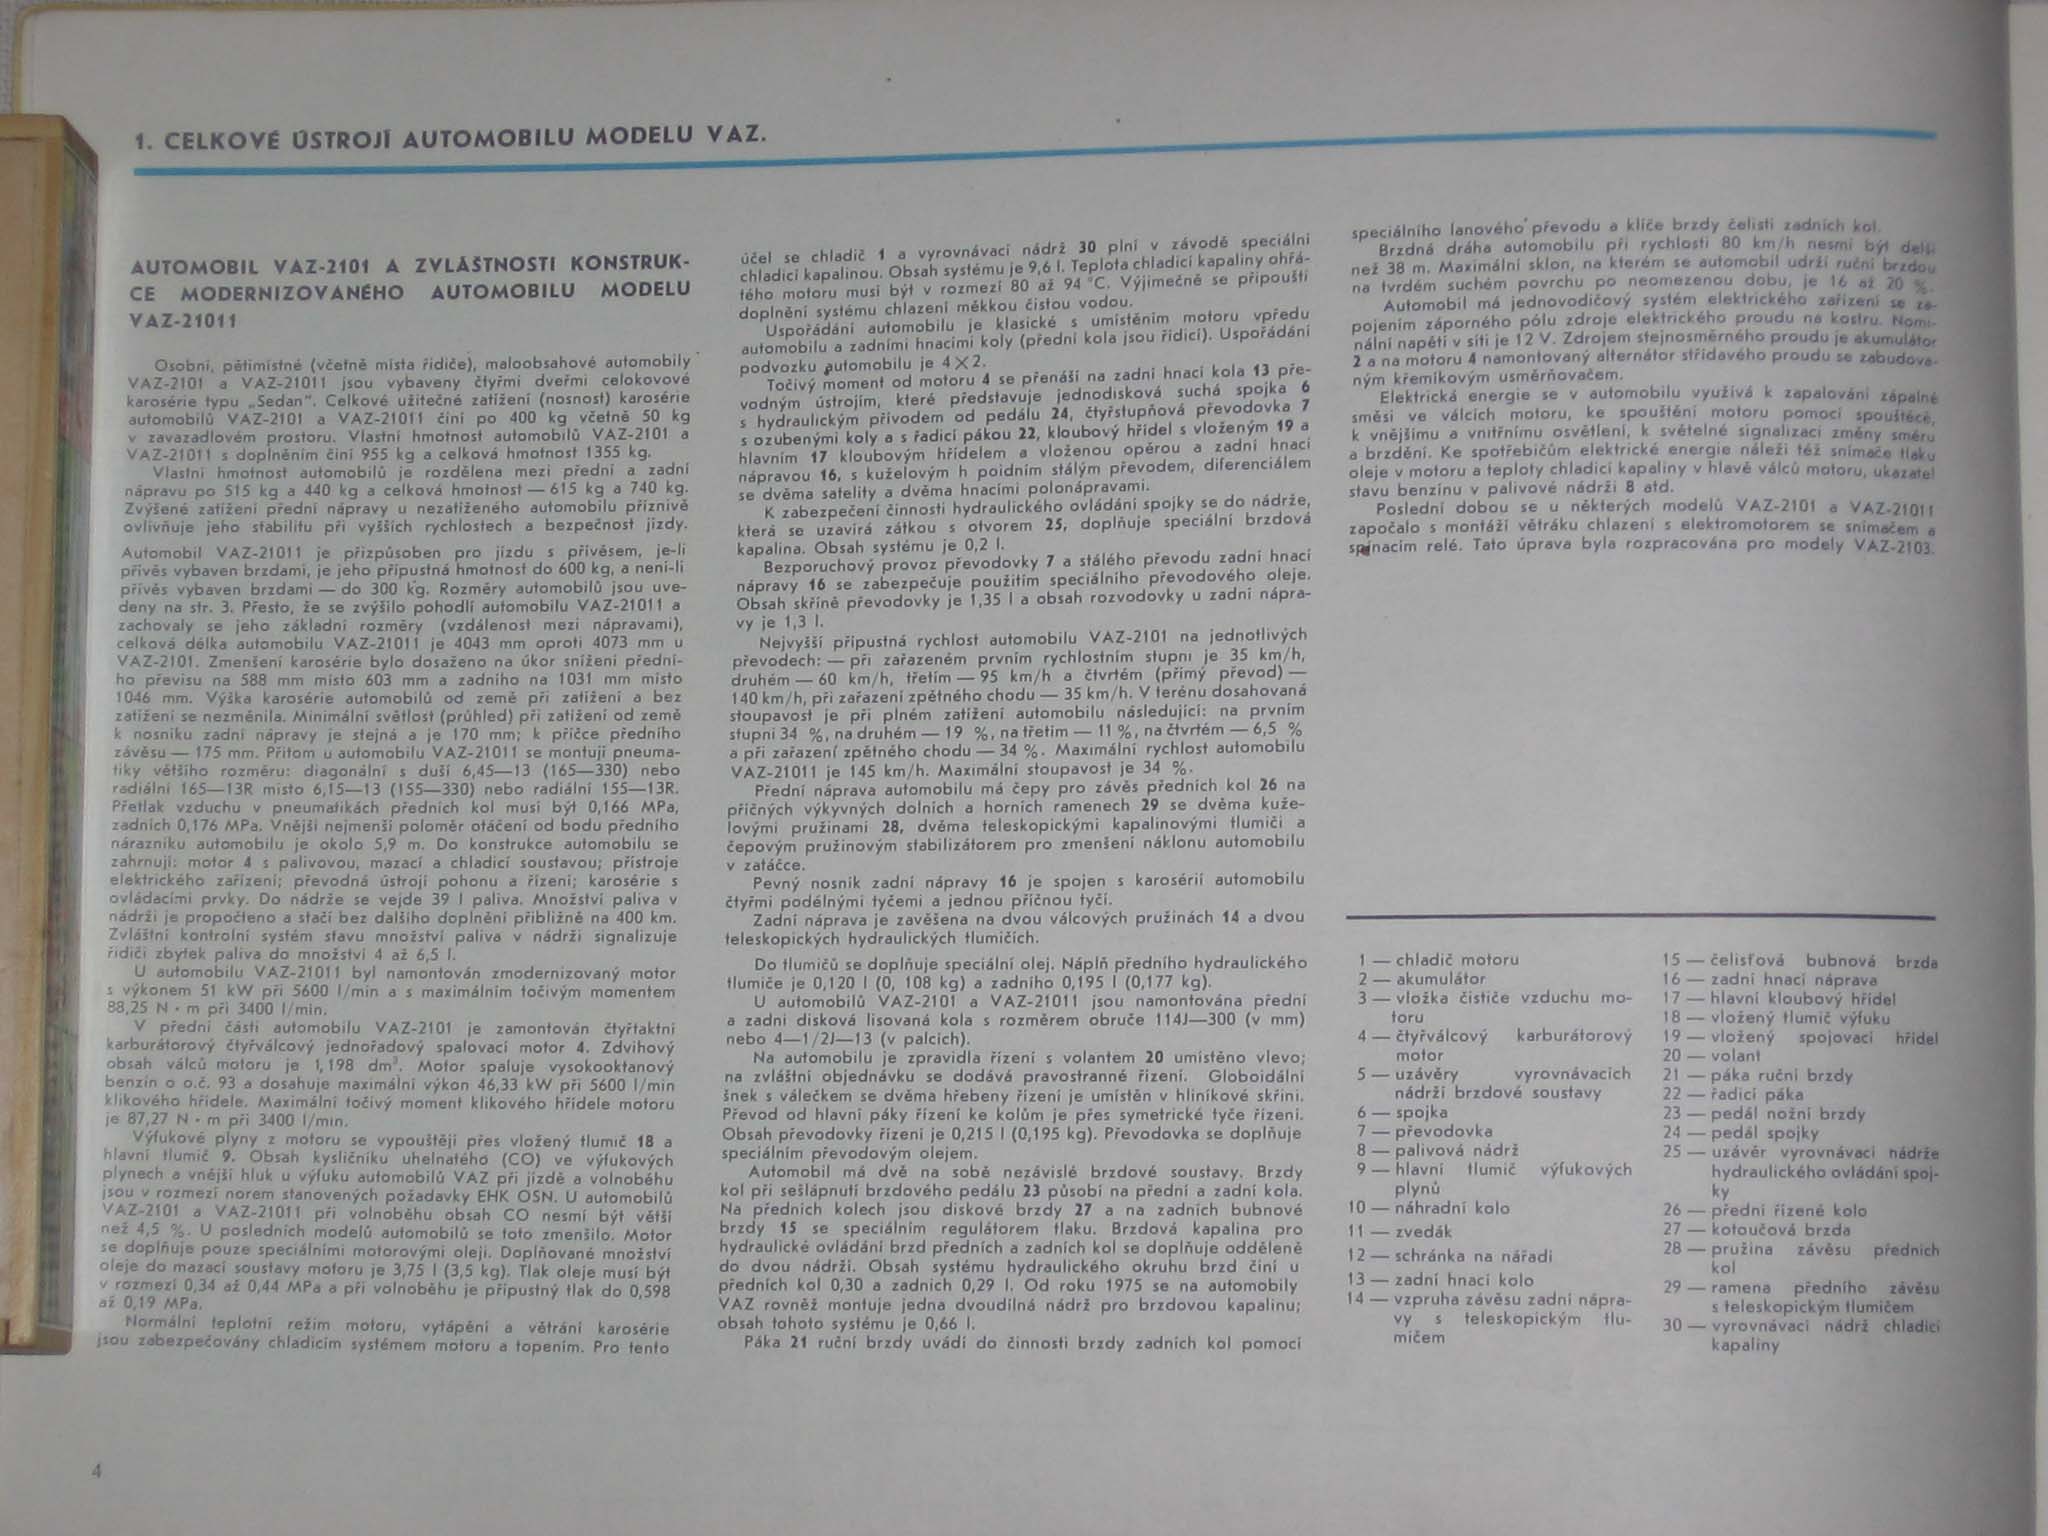 1. CELKOVÉ ÚSTROJÍ AUTOMOBILU MODELU VAZ.
AUTOMOBIL VAZ-2101 A ZVLÁŠTNOSTI KONSTRUK-
CE MODERNIZOVANÉHO AUTOMOBILU MODELU
VAZ-21011
Osobní, pětimístné (včetně místa řidiče), maloobsahové automobily
VAZ-2101 a VAZ-21011 jsou vybaveny čtyřmi dveřmi celokovové
karosérie typu „Sedan". Celkové užitečné zatížení (nosnost) karosérie
automobilů VAZ-2101 a VAZ-21011 činí po 400 kg včetně 50 kg
v zavazadlovém prostoru. Vlastní hmotnost automobilů VAZ-2101 a
VAZ-21011 s doplněním činí 955 kg a celková hmotnost 1355 kg.
Vlastní hmotnost automobilů je rozdělena mezi přední a zadní
nápravu po 515 kg a 440 kg a celková hmotnost — 615 kg a 740 kg.
Zvýšené zatížení přední nápravy u nezatíženého automobilu příznivě
ovlivňuje jeho stabilitu při vyšších rychlostech a bezpečnost jízdy.
Automobil VAZ-21011 je přizpůsoben pro jízdu s přívěsem, je-li
přívěs vybaven brzdami, je jeho přípustná hmotnost do 600 kg, a není-li
přívěs vybaven brzdami — do 300 kg. Rozměry automobilů jsou uve-
deny na str. 3. Přesto, že se zvýšilo pohodlí automobilu VAZ-21011 a
zachovaly se jeho základní rozměry (vzdálenost mezi nápravami),
celková délka automobilu VAZ-21011 je 4043 mm oproti 4073 mm u
VAZ-2101. Zmenšení karosérie bylo dosaženo na úkor snížení přední-
ho převisu na 588 mm místo 603 mm a zadního na 1031 mm místo
1046 mm. Výška karosérie automobilů od země při zatížení a bez
zatížení se nezměnila. Minimální světlost (průhled) při zatížení od země
k nosníku zadní nápravy je stejná a je 170 mm; k příčce předního
závěsu — 175 mm. Přitom u automobilu VAZ-21011 se montují pneuma-
tiky většího rozměru: diagonální s duší 6,45—13 (165—330) nebo
radiální 165—13R místo 6,15—13 (155—330) nebo radiální 155—13R.
Přetlak vzduchu v pneumatikách předních kol musí být 0,166 MPa,
zadních 0,176 MPa. Vnější nejmenší poloměr otáčení od bodu předního
nárazníku automobilu je okolo 5,9 m. Do konstrukce automobilu se
zahrnují: motor 4 s palivovou, mazací a chladicí soustavou; přístroje
elektrického zařízení; převodná ústrojí pohonu a řízení; karosérie s
ovládacími prvky. Do nádrže se vejde 39 l paliva. Množství paliva v
nádrži je propočteno a stačí bez dalšího doplnění přibližně na 400 km.
Zvláštní kontrolní systém stavu množství paliva v nádrži signalizuje
řidiči zbytek paliva do množství 4 až 6,5 l.
U automobilu VAZ-21011 byl namontován zmodernizovaný motor
s výkonem 51 kW při 5600 l/min a s maximálním točivým momentem
88,25 N · m při 3400 l/min.
V přední části automobilu VAZ-2101 je zamontován čtyřtaktní
karburátorový čtyřválcový jednořadový spalovací motor 4. Zdvihový
obsah válců motoru je 1,198 dm³. Motor spaluje vysokooktanový
benzín o o.č. 93 a dosahuje maximální výkon 46,33 kW při 5600 l/min
klikového hřídele. Maximální točivý moment klikového hřídele motoru
je 87,27 N · m při 3400 l/min.
Výfukové plyny z motoru se vypouštějí přes vložený tlumič 18 a
hlavní tlumič 9. Obsah kysličníku uhelnatého (CO) ve výfukových
plynech a vnější hluk u výfuku automobilů VAZ při jízdě a volnoběhu
jsou v rozmezí norem stanovených požadavky EHK OSN. U automobilů
VAZ-2101 a VAZ-21011 při volnoběhu obsah CO nesmí být větší
než 4,5 %. U posledních modelů automobilů se toto zmenšilo. Motor
se doplňuje pouze speciálními motorovými oleji. Doplňované množství
oleje do mazací soustavy motoru je 3,75 l (3,5 kg). Tlak oleje musí být
v rozmezí 0,34 až 0,44 MPa a při volnoběhu je přípustný tlak do 0,598
až 0,19 MPa.
Normální teplotní režim motoru, vytápění a větrání karosérie
jsou zabezpečovány chladicím systémem motoru a topením. Pro tento
účel se chladič 1 a vyrovnávací nádrž 30 plní v závodě speciální
chladicí kapalinou. Obsah systému je 9,6 l. Teplota chladicí kapaliny ohřá-
tého motoru musí být v rozmezí 80 až 94 °C. Výjimečně se připouští
doplnění systému chlazení měkkou čistou vodou.
Uspořádání automobilu je klasické s umístěním motoru vpředu
automobilu a zadními hnacími koly (přední kola jsou řídicí). Uspořádání
podvozku automobilu je 4×2.
Točivý moment od motoru 4 se přenáší na zadní hnací kola 13 pře-
vodným ústrojím, které představuje jednodisková suchá spojka 6
s hydraulickým přívodem od pedálu 24, čtyřstupňová převodovka 7
s ozubenými koly a s řadicí pákou 22, kloubový hřídel s vloženým 19 a
hlavním 17 kloubovým hřídelem a vloženou opěrou a zadní hnací
nápravou 16, s kuželovým h poidním stálým převodem, diferenciálem
se dvěma satelity a dvěma hnacími polonápravami.
K zabezpečení činnosti hydraulického ovládání spojky se do nádrže,
která se uzavírá zátkou s otvorem 25, doplňuje speciální brzdová
kapalina. Obsah systému je 0,2 l.
Bezporuchový provoz převodovky 7 a stálého převodu zadní hnací
nápravy 16 se zabezpečuje použitím speciálního převodového oleje.
Obsah skříně převodovky je 1,35 l a obsah rozvodovky u zadní nápra-
vy je 1,3 l.
Nejvyšší přípustná rychlost automobilu VAZ-2101 na jednotlivých
převodech: — při zařazeném prvním rychlostním stupni je 35 km/h,
druhém — 60 km/h, třetím — 95 km/h a čtvrtém (přímý převod) —
140 km/h, při zařazení zpětného chodu — 35 km/h. V terénu dosahovaná
stoupavost je při plném zatížení automobilu následující: na prvním
stupni 34 %, na druhém — 19 %, na třetím — 11 %, na čtvrtém — 6,5 %
a při zařazení zpětného chodu — 34 %. Maximální rychlost automobilu
VAZ-21011 je 145 km/h. Maximální stoupavost je 34 %.
Přední náprava automobilu má čepy pro závěs předních kol 26 na
příčných výkyvných dolních a horních ramenech 29 se dvěma kuže-
lovými pružinami 28, dvěma teleskopickými kapalinovými tlumiči a
čepovým pružinovým stabilizátorem pro zmenšení náklonu automobilu
v zatáčce.
Pevný nosník zadní nápravy 16 je spojen s karosérií automobilu
čtyřmi podélnými tyčemi a jednou příčnou tyčí.
Zadní náprava je zavěšena na dvou válcových pružinách 14 a dvou
teleskopických hydraulických tlumičích.
Do tlumičů se doplňuje speciální olej. Náplň předního hydraulického
tlumiče je 0,120 l (0, 108 kg) a zadního 0,195 l (0,177 kg).
U automobilů VAZ-2101 a VAZ-21011 jsou namontována přední
a zadní disková lisovaná kola s rozměrem obruče 114J—300 (v mm)
nebo 4—1/2J—13 (v palcích).
Na automobilu je zpravidla řízení s volantem 20 umístěno vlevo;
na zvláštní objednávku se dodává pravostranné řízení. Globoidální
šnek s válečkem se dvěma hřebeny řízení je umístěn v hliníkové skříni.
Převod od hlavní páky řízení ke kolům je přes symetrické tyče řízení.
Obsah převodovky řízení je 0,215 l (0,195 kg). Převodovka se doplňuje
speciálním převodovým olejem.
Automobil má dvě na sobě nezávislé brzdové soustavy. Brzdy
kol při sešlápnutí brzdového pedálu 23 působí na přední a zadní kola.
Na předních kolech jsou diskové brzdy 27 a na zadních bubnové
brzdy 15 se speciálním regulátorem tlaku. Brzdová kapalina pro
hydraulické ovládání brzd předních a zadních kol se doplňuje odděleně
do dvou nádrží. Obsah systému hydraulického okruhu brzd činí u
předních kol 0,30 a zadních 0,29 l. Od roku 1975 se na automobily
VAZ rovněž montuje jedna dvoudílná nádrž pro brzdovou kapalinu;
obsah tohoto systému je 0,66 l.
Páka 21 ruční brzdy uvádí do činnosti brzdy zadních kol pomocí
speciálního lanového převodu a klíče brzdy čelisti zadních kol.
Brzdná dráha automobilu při rychlosti 80 km/h nesmí být delší
než 38 m. Maximální sklon, na kterém se automobil udrží ruční brzdou
na tvrdém suchém povrchu po neomezenou dobu, je 16 až 20 %.
Automobil má jednovodičový systém elektrického zařízení se za-
pojením záporného pólu zdroje elektrického proudu na kostru. Nomi-
nální napětí v síti je 12 V. Zdrojem stejnosměrného proudu je akumulátor
2 a na motoru 4 namontovaný alternátor střídavého proudu se zabudova-
ným křemíkovým usměrňovačem.
Elektrická energie se v automobilu využívá k zapalování zápalné
směsi ve válcích motoru, ke spouštění motoru pomocí spouštěče,
k vnějšímu a vnitřnímu osvětlení, k světelné signalizaci změny směru
a brzdění. Ke spotřebičům elektrické energie náleží též snímače tlaku
oleje v motoru a teploty chladicí kapaliny v hlavě válců motoru, ukazatel
stavu benzínu v palivové nádrži 8 atd.
Poslední dobou se u některých modelů VAZ-2101 a VAZ-21011
započalo s montáží větráku chlazení s elektromotorem se snímačem a
spínacím relé. Tato úprava byla rozpracována pro modely VAZ-2103.
1 — chladič motoru
2 — akumulátor
3 — vložka čističe vzduchu mo-
toru
4 — čtyřválcový karburátorový
motor
5 — uzávěry vyrovnávacích
nádrží brzdové soustavy
6 — spojka
7 — převodovka
8 — palivová nádrž
9 — hlavní tlumič výfukových
plynů
10 — náhradní kolo
11 — zvedák
12 — schránka na nářadí
13 — zadní hnací kolo
14 — vzpruha závěsu zadní nápra-
vy s teleskopickým tlu-
mičem
15 — čelisťová bubnová brzda
16 — zadní hnací náprava
17 — hlavní kloubový hřídel
18 — vložený tlumič výfuku
19 — vložený spojovací hřídel
20 — volant
21 — páka ruční brzdy
22 — řadicí páka
23 — pedál nožní brzdy
24 — pedál spojky
25 — uzávěr vyrovnávací nádrže
hydraulického ovládání spoj-
ky
26 — přední řízené kolo
27 — kotoučová brzda
28 — pružina závěsu předních
kol
29 — ramena předního závěsu
s teleskopickým tlumičem
30 — vyrovnávací nádrž chladicí
kapaliny
4